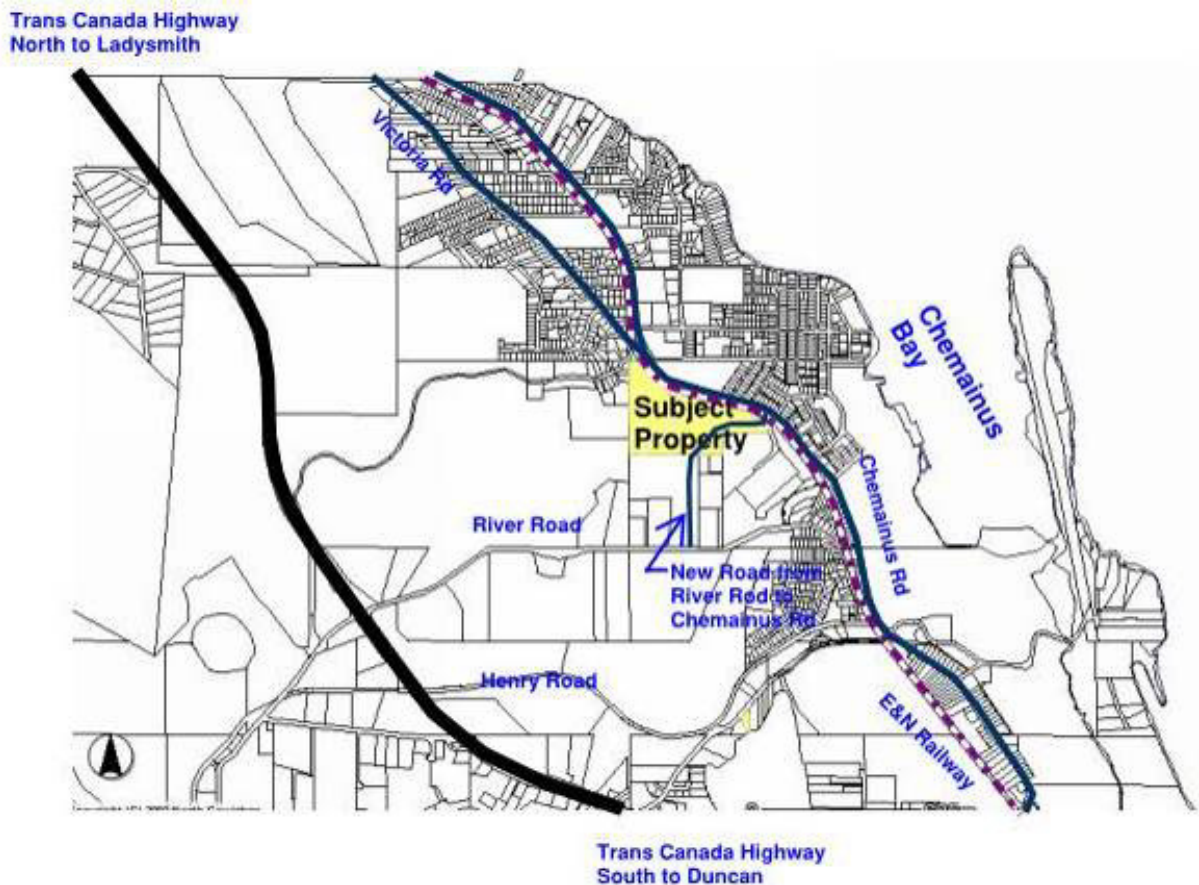 Trans Canada Highway
North to Ladysmith
Victoria Rd
Chemainus
Bay
Subject
Property
Chemainus Rd
River Road
New Road from
River Rod to
Chemainus Rd
Henry Road
E&N Railway
Trans Canada Highway
South to Duncan